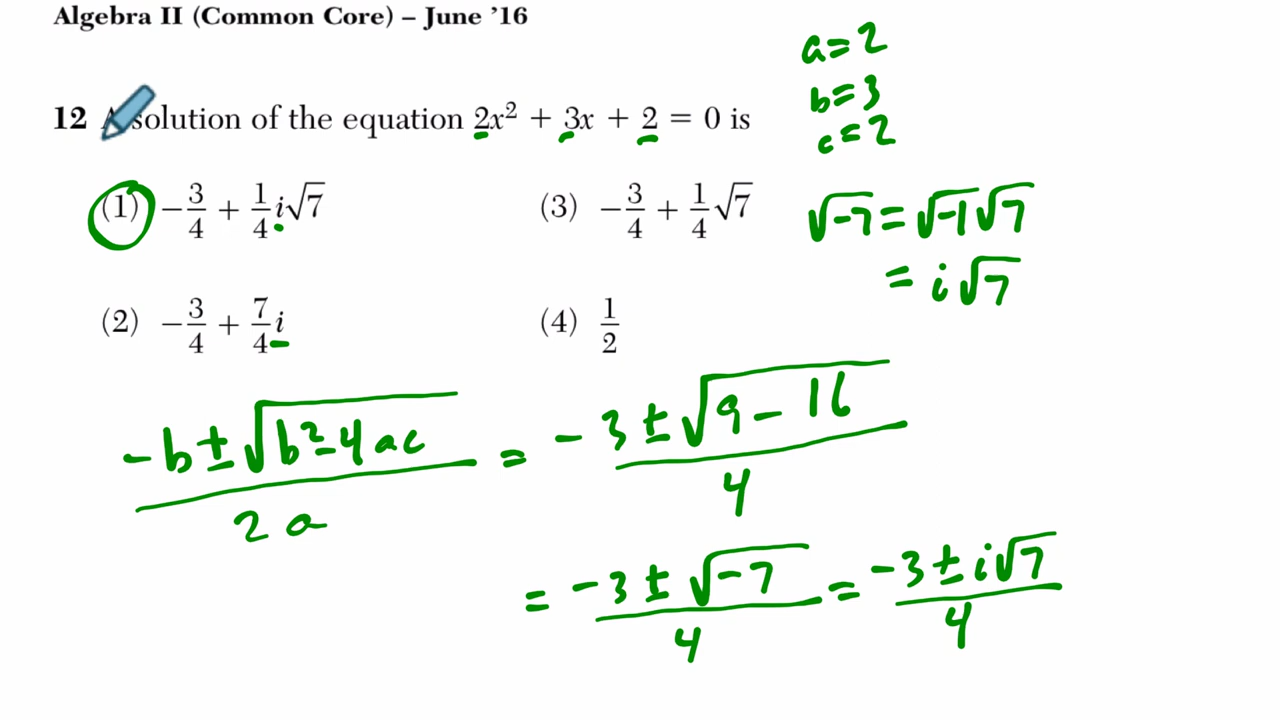 Algebra II (Common Core) – June ’16
a=2
b=3
c=2
12 A solution of the equation 2x² + 3x + 2 = 0 is
(1) −3/4 + 1/4 i√7 (3) −3/4 + 1/4 √7
√-7 = √-1 √7
= i√7
(2) −3/4 + 7/4 i (4) 1/2
(-b ± √(b²-4ac))/(2a) = (-3 ± √(9-16))/4
= (-3 ± √-7)/4 = (-3 ± i√7)/4